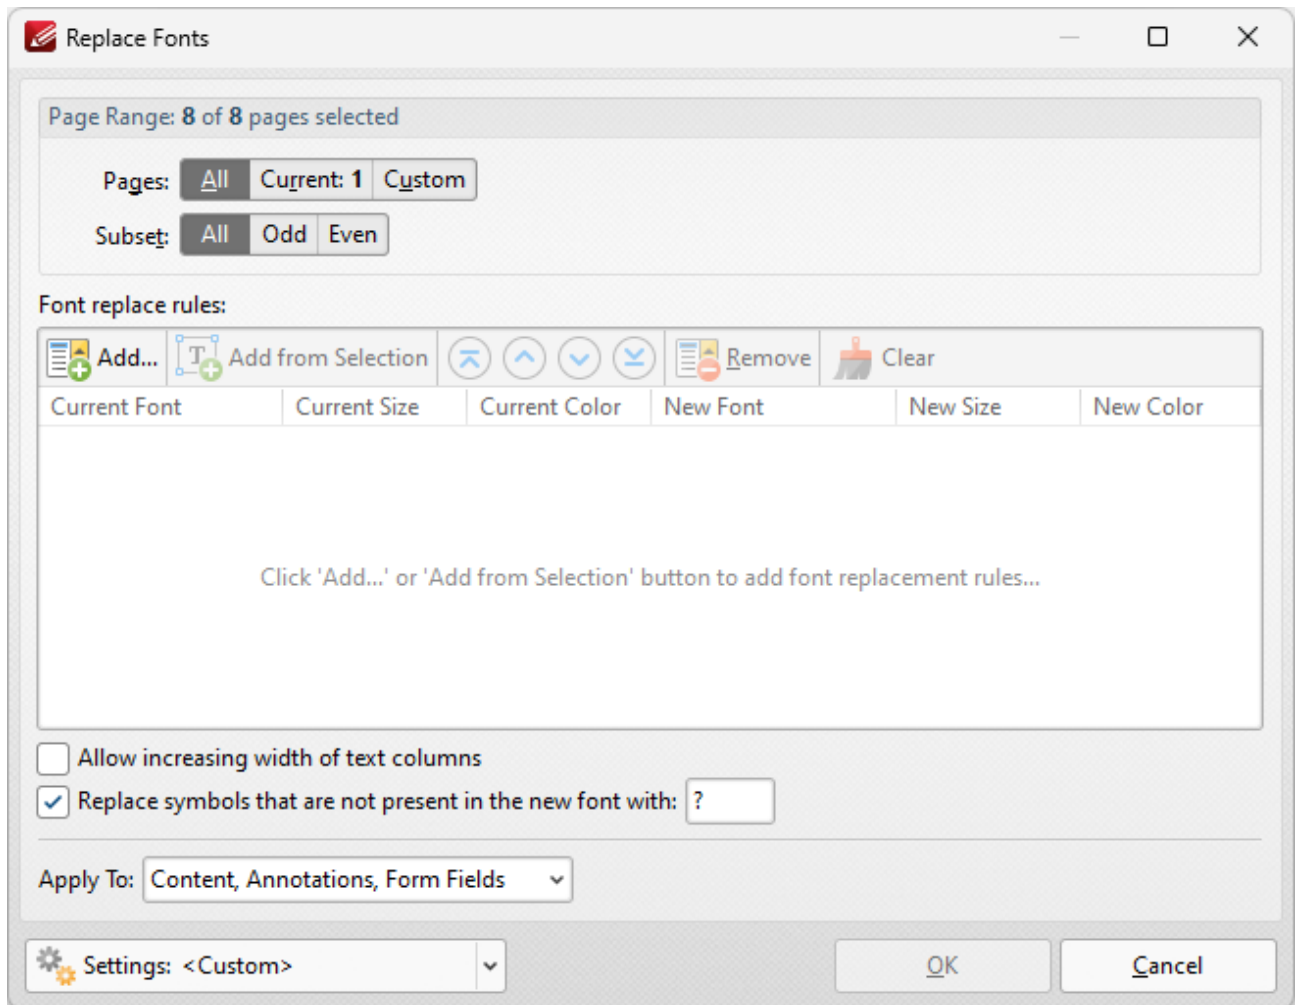 Replace Fonts
Page Range: 8 of 8 pages selected
Pages: All Current: 1 Custom
Subset: All Odd Even
Font replace rules:
Add... Add from Selection Remove Clear
Current Font Current Size Current Color New Font New Size New Color
Click 'Add...' or 'Add from Selection' button to add font replacement rules...
Allow increasing width of text columns
Replace symbols that are not present in the new font with: ?
Apply To: Content, Annotations, Form Fields
Settings: <Custom> OK Cancel